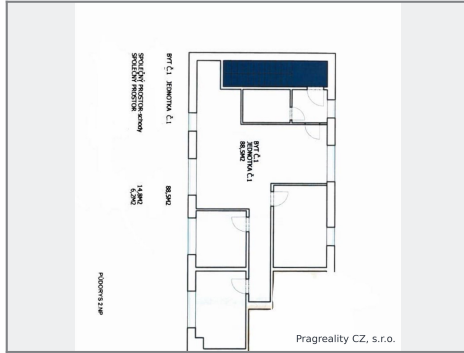 BYT Č.1 JEDNOTKA Č.1 88,5M2
SPOLEČNÝ PROSTOR-schody 14,8M2
SPOLEČNÝ PROSTOR 6,2M2
BYT Č.1
JEDNOTKA Č.1
88,5M2
PŮDORYS 2.NP
Pragreality CZ, s.r.o.